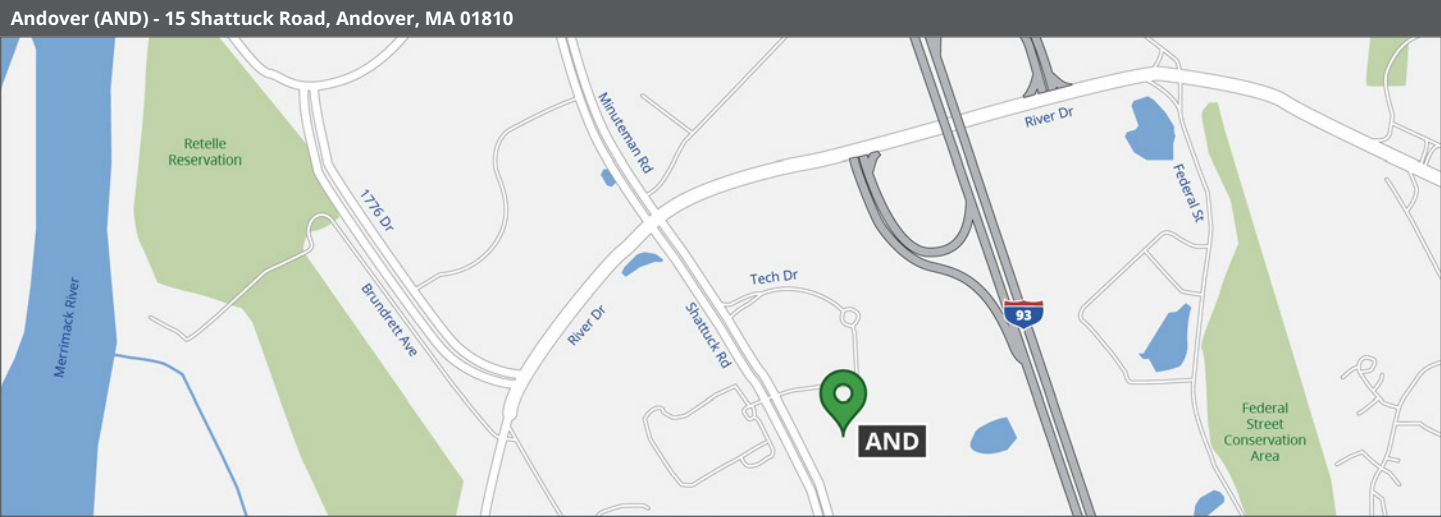 Andover (AND) - 15 Shattuck Road, Andover, MA 01810
Minuteman Rd
River Dr
Retelle
Reservation
Federal St
1776 Dr
Tech Dr
Merrimack River
Brundrett Ave
River Dr
Shattuck Rd
93
AND
Federal
Street
Conservation
Area